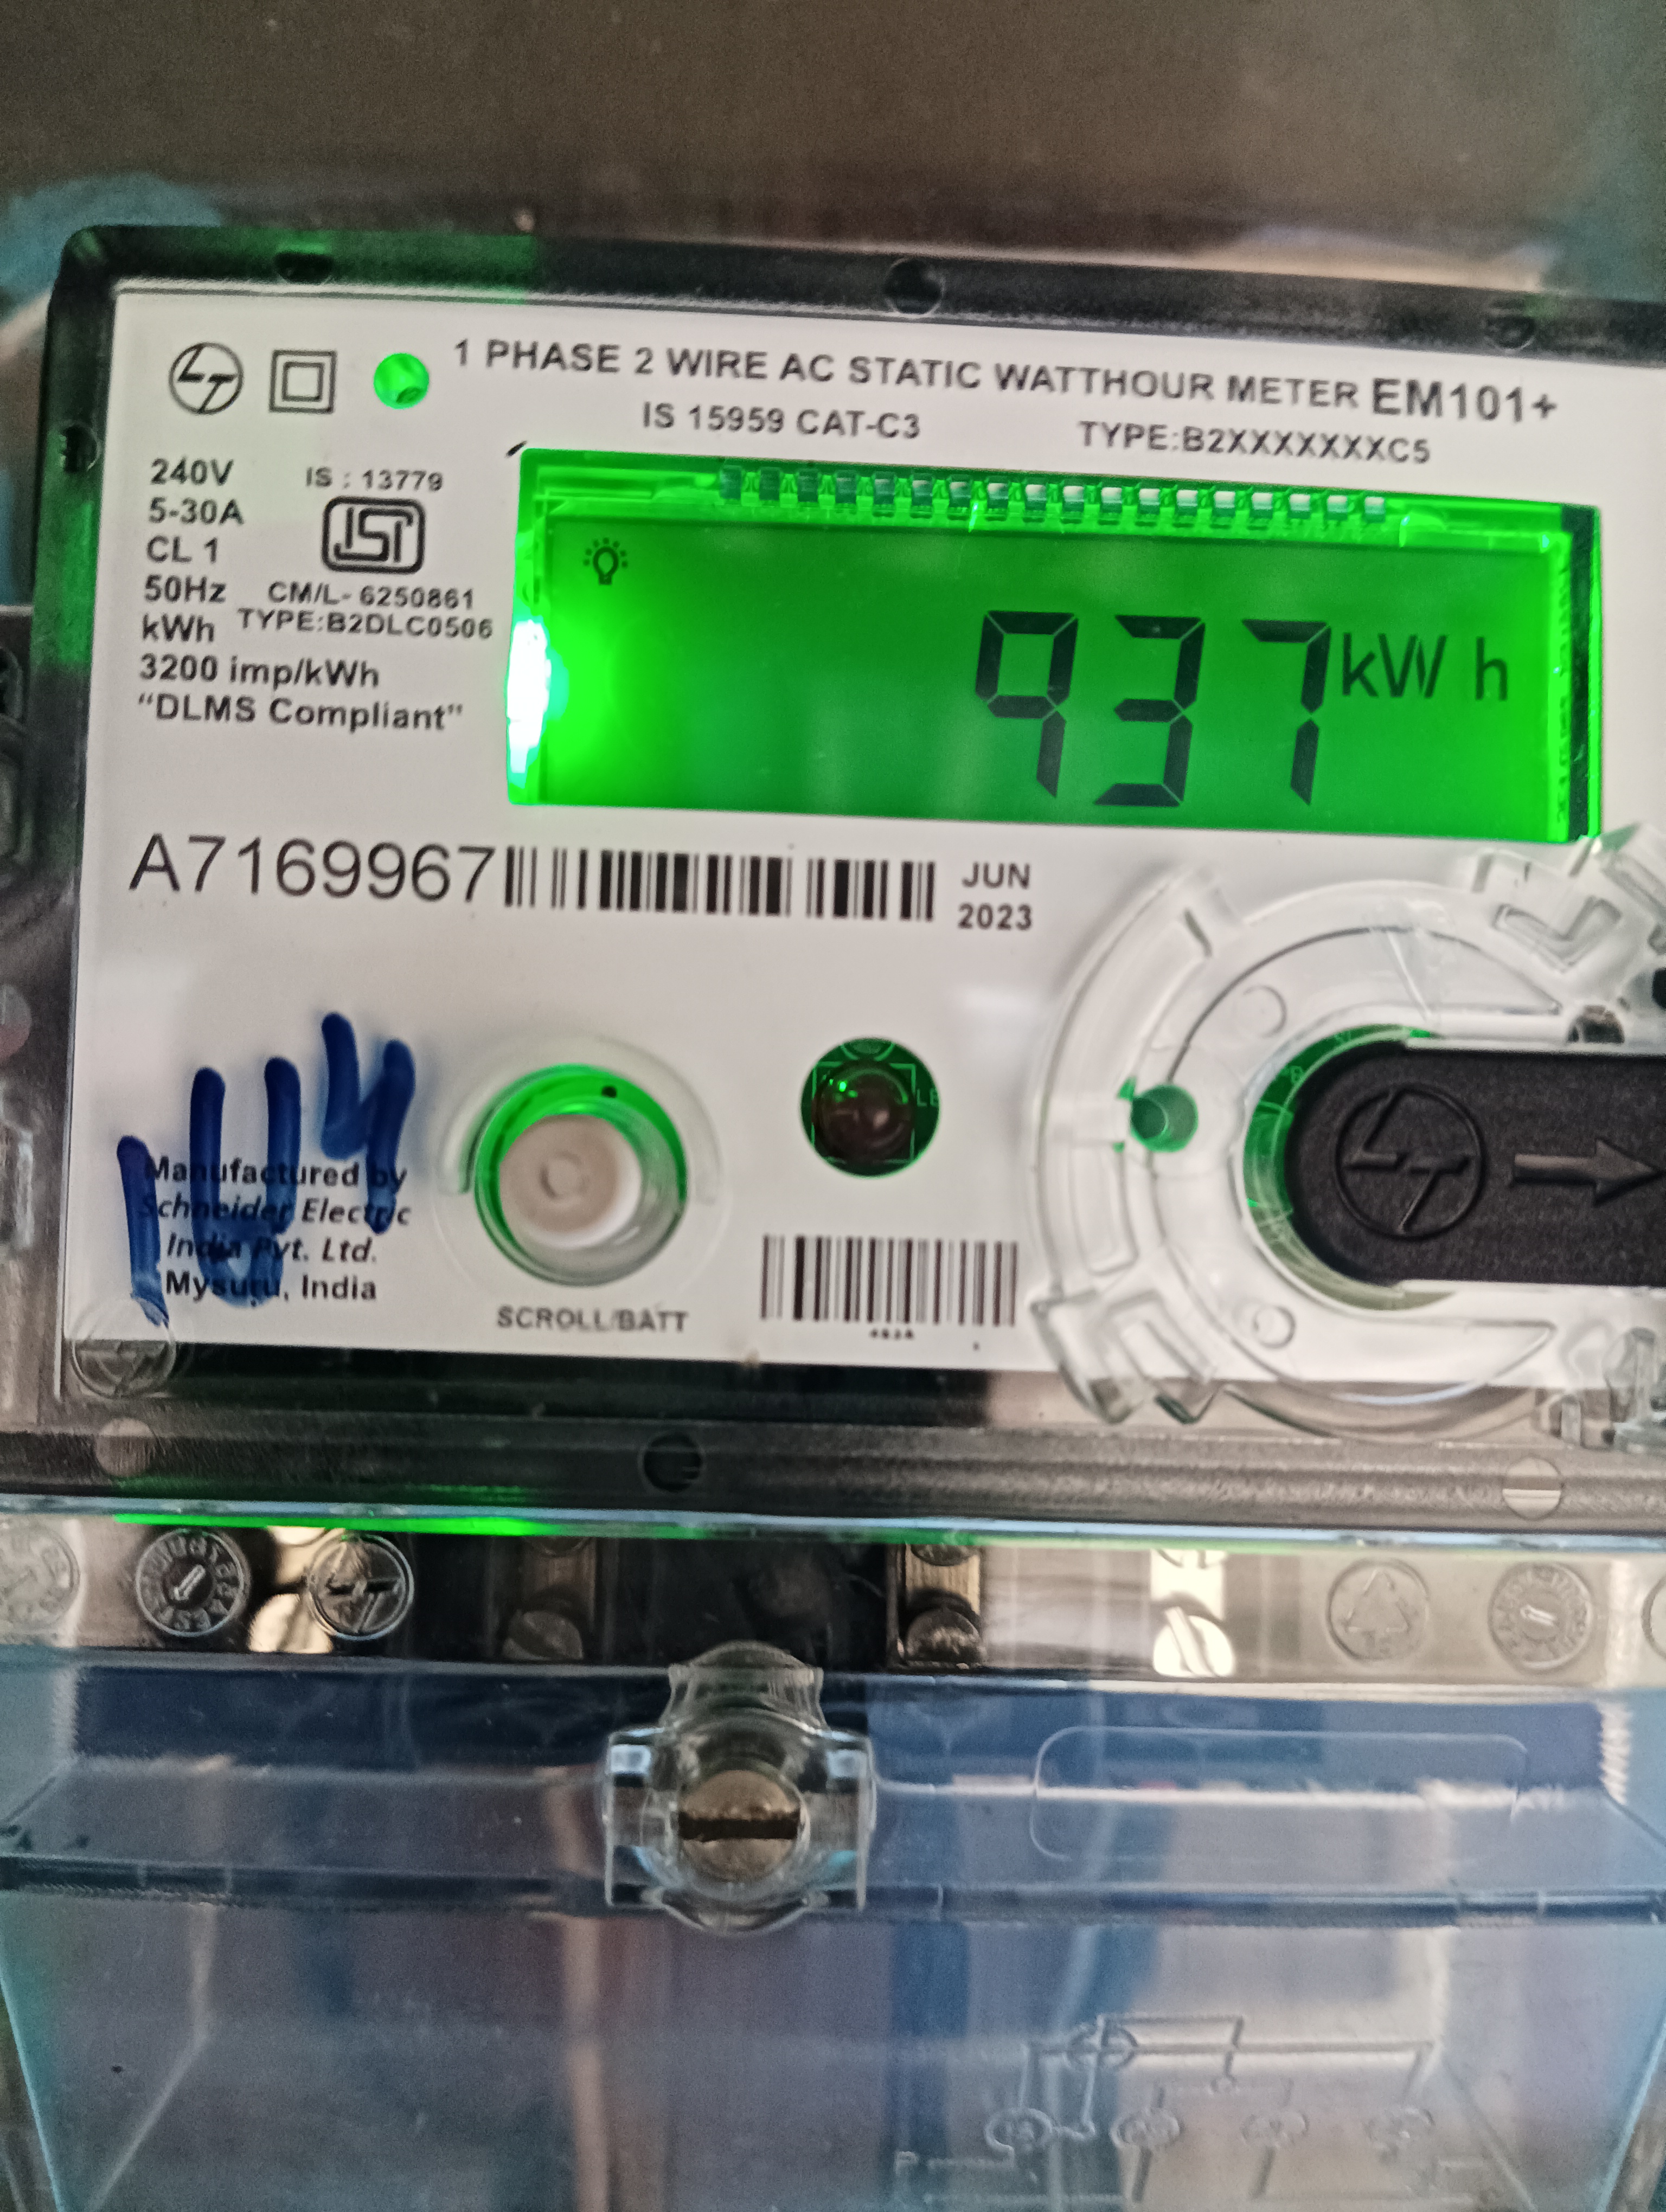 1 PHASE 2 WIRE AC STATIC WATTHOUR METER EM101+
IS 15959 CAT-C3 TYPE:B2XXXXXXXC5
240V IS : 13779
5-30A
CL 1
50Hz CM/L- 6250861
kWh TYPE:B2DLC0506
3200 imp/kWh
"DLMS Compliant"
937 kWh
A7169967
JUN
2023
Manufactured by
Schneider Electric
India Pvt. Ltd.
Mysuru, India
SCROLL/BATT
LT